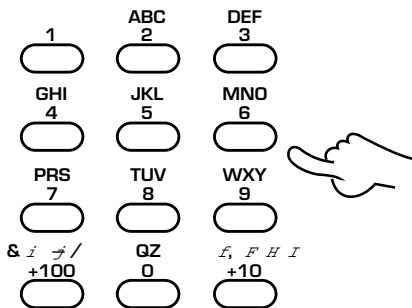 ABC DEF
1 2 3
GHI JKL MNO
4 5 6
PRS TUV WXY
7 8 9
& i j / QZ f, F H I
+100 0 +10